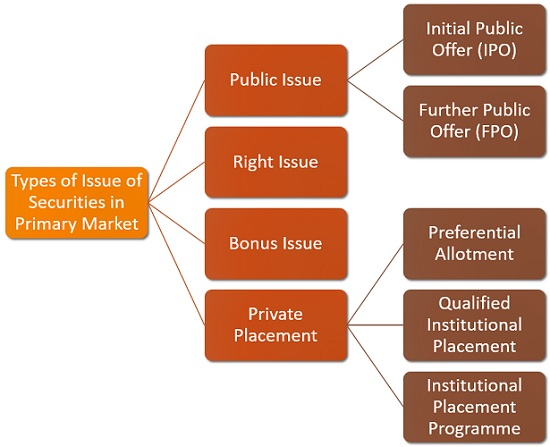 Types of Issue of
Securities in
Primary Market
Public Issue
Initial Public
Offer (IPO)
Further Public
Offer (FPO)
Right Issue
Bonus Issue
Private
Placement
Preferential
Allotment
Qualified
Institutional
Placement
Institutional
Placement
Programme